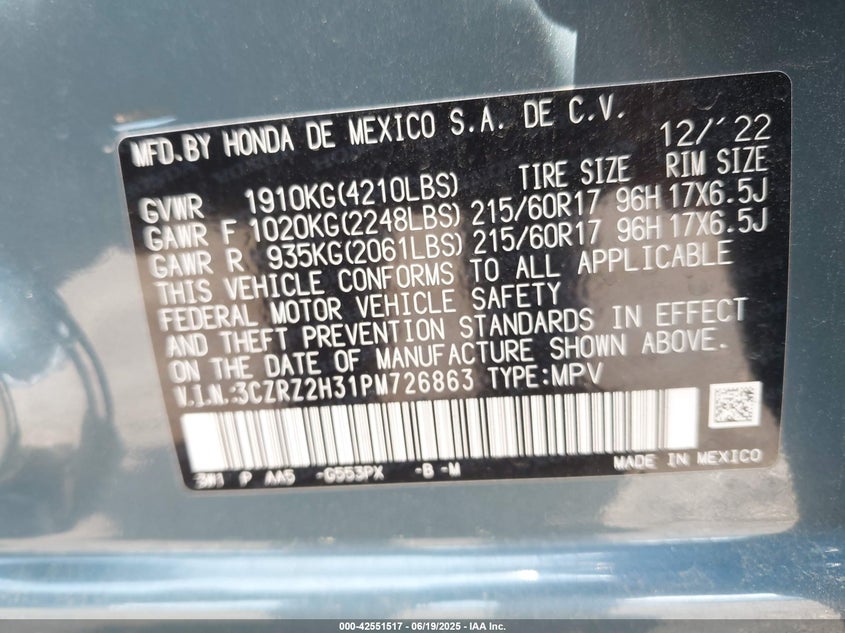 MFD.BY HONDA DE MEXICO S.A. DE C.V. 12/'22
TIRE SIZE RIM SIZE
GVWR 1910KG(4210LBS)
GAWR F 1020KG(2248LBS) 215/60R17 96H 17X6.5J
GAWR R 935KG(2061LBS) 215/60R17 96H 17X6.5J
THIS VEHICLE CONFORMS TO ALL APPLICABLE
FEDERAL MOTOR VEHICLE SAFETY
AND THEFT PREVENTION STANDARDS IN EFFECT
ON THE DATE OF MANUFACTURE SHOWN ABOVE.
V.I.N.:3CZRZ2H31PM726863 TYPE:MPV
P AA5 -G553PX -B -M
MADE IN MEXICO
000-42551517 - 06/19/2025 - IAA Inc.